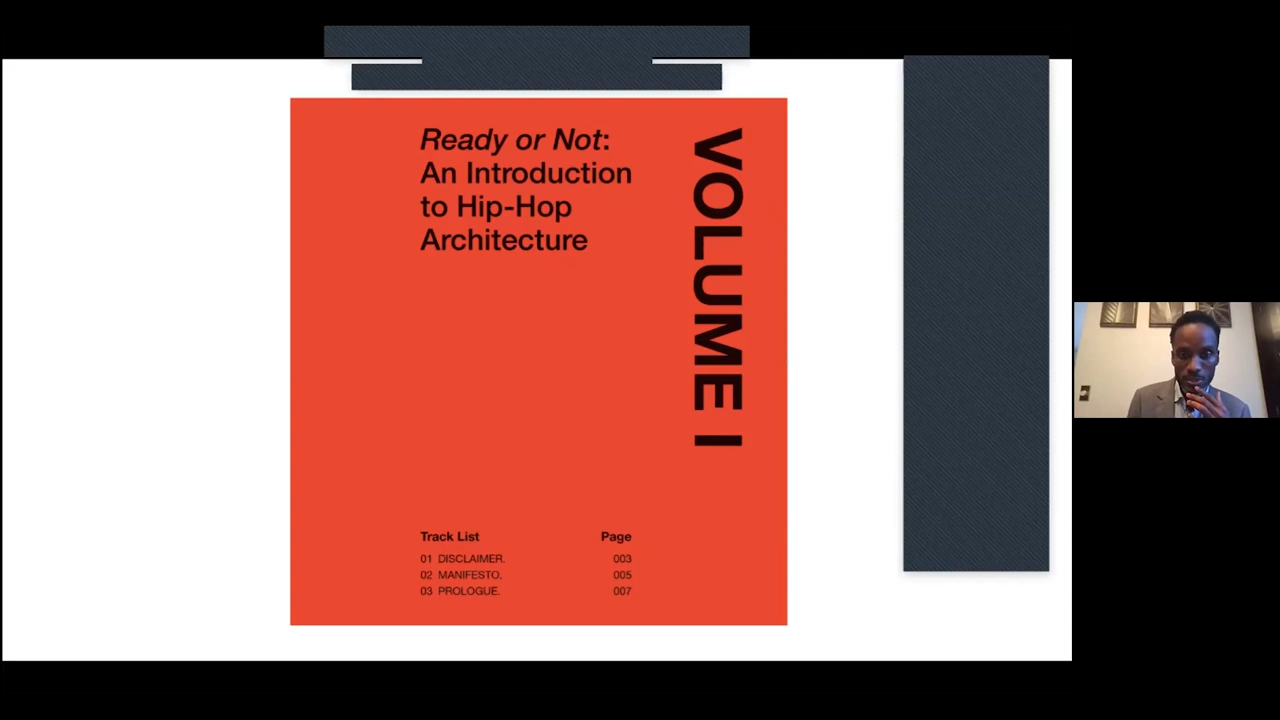 Ready or Not:
An Introduction
to Hip-Hop
Architecture
VOLUME I
Track List Page
01 DISCLAIMER. 003
02 MANIFESTO. 005
03 PROLOGUE. 007